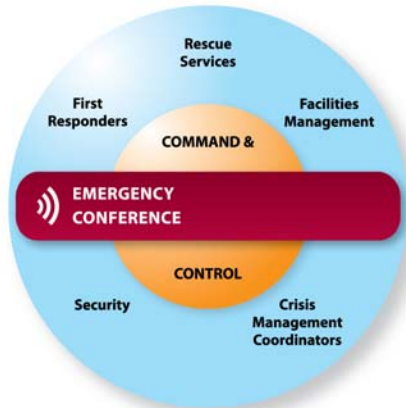 Rescue
Services
First
Responders
Facilities
Management
COMMAND &
EMERGENCY
CONFERENCE
CONTROL
Security
Crisis
Management
Coordinators